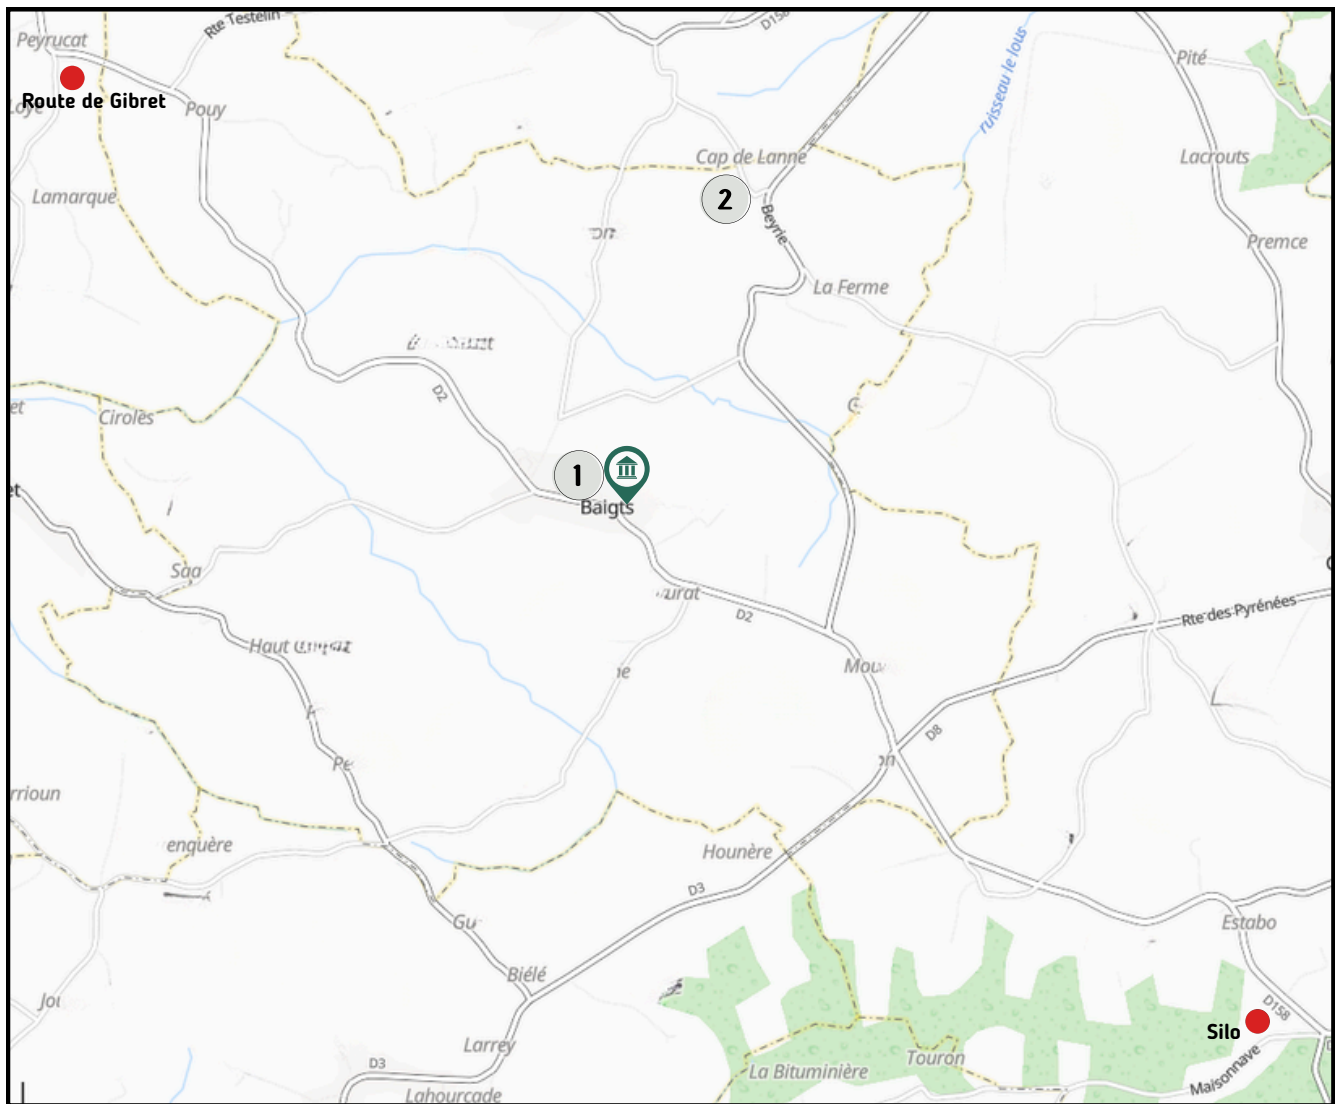 Rte Testelin
D158
Peyrucat
Route de Gibret
Pouy
ruisseau le lous
Pité
Cap de Lanne
Lacrouts
Lamarque
2
Beyrie
Premce
La Ferme
D2
Cirolès
1
Baigts
Saa
D2
Rte des Pyrénées
Haut
D8
Hounère
D3
Estabo
Biélé
D158
Silo
Larrey
Touron
La Bituminière
D3
Maisonnave
Lahourcade